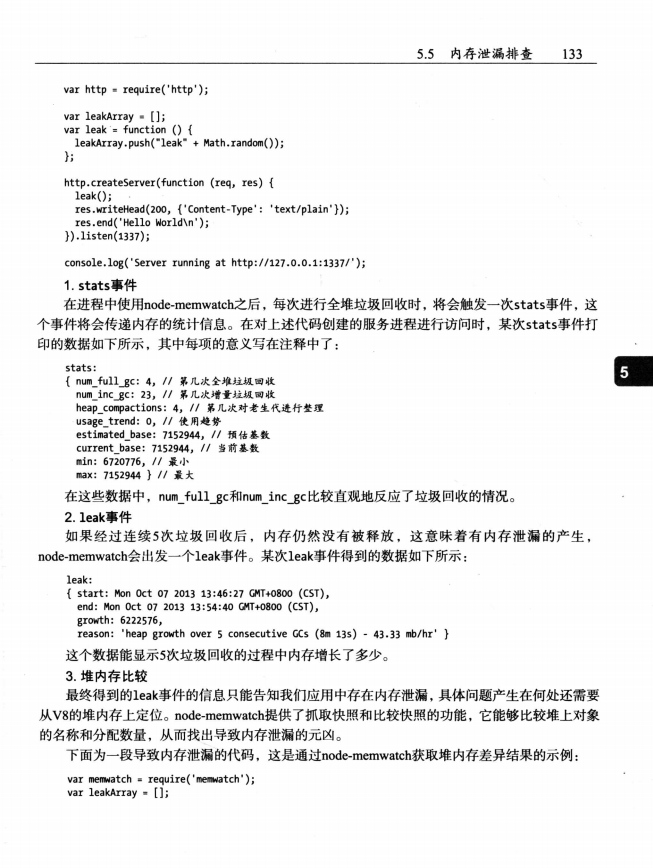 5.5 内存泄漏排查 133
var http = require('http');
var leakArray = [];
var leak = function () {
leakArray.push("leak" + Math.random());
};
http.createServer(function (req, res) {
leak();
res.writeHead(200, {'Content-Type': 'text/plain'});
res.end('Hello World\n');
}).listen(1337);
console.log('Server running at http://127.0.0.1:1337/');
1. stats事件
在进程中使用node-memwatch之后，每次进行全堆垃圾回收时，将会触发一次stats事件，这
个事件将会传递内存的统计信息。在对上述代码创建的服务进程进行访问时，某次stats事件打
印的数据如下所示，其中每项的意义写在注释中了：
stats:
{ num_full_gc: 4, // 第几次全堆垃圾回收
num_inc_gc: 23, // 第几次增量垃圾回收
heap_compactions: 4, // 第几次对老生代进行整理
usage_trend: 0, // 使用趋势
estimated_base: 7152944, // 预估基数
current_base: 7152944, // 当前基数
min: 6720776, // 最小
max: 7152944 } // 最大
5
在这些数据中，num_full_gc和num_inc_gc比较直观地反应了垃圾回收的情况。
2. leak事件
如果经过连续5次垃圾回收后，内存仍然没有被释放，这意味着有内存泄漏的产生，
node-memwatch会出发一个leak事件。某次leak事件得到的数据如下所示：
leak:
{ start: Mon Oct 07 2013 13:46:27 GMT+0800 (CST),
end: Mon Oct 07 2013 13:54:40 GMT+0800 (CST),
growth: 6222576,
reason: 'heap growth over 5 consecutive GCs (8m 13s) - 43.33 mb/hr' }
这个数据能显示5次垃圾回收的过程中内存增长了多少。
3. 堆内存比较
最终得到的leak事件的信息只能告知我们应用中存在内存泄漏，具体问题产生在何处还需要
从V8的堆内存上定位。node-memwatch提供了抓取快照和比较快照的功能，它能够比较堆上对象
的名称和分配数量，从而找出导致内存泄漏的元凶。
下面为一段导致内存泄漏的代码，这是通过node-memwatch获取堆内存差异结果的示例：
var memwatch = require('memwatch');
var leakArray = [];